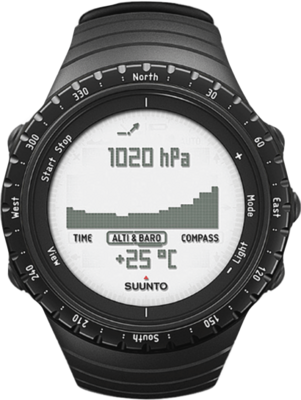 North
330
30
300
60
Start Stop
Light
+
1020 hPa
West
East
Mode
TIME ALTI & BARO COMPASS
+25 °C
240
120
View
-
SUUNTO
210
150
South